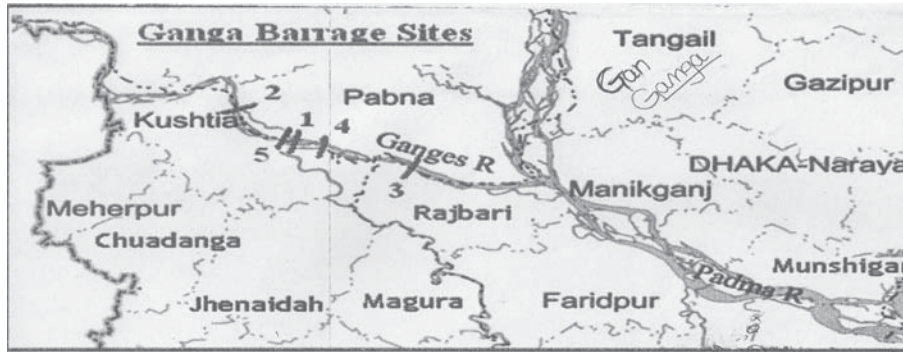 Ganga Barrage Sites
Tangail
Gan
Ganga
Gazipur
2
Pabna
Kushtia
1
4
5
Ganges R
DHAKA-Naraya
3
Manikganj
Meherpur
Rajbari
Chuadanga
Munshigan
Padma R
Jhenaidah
Magura
Faridpur